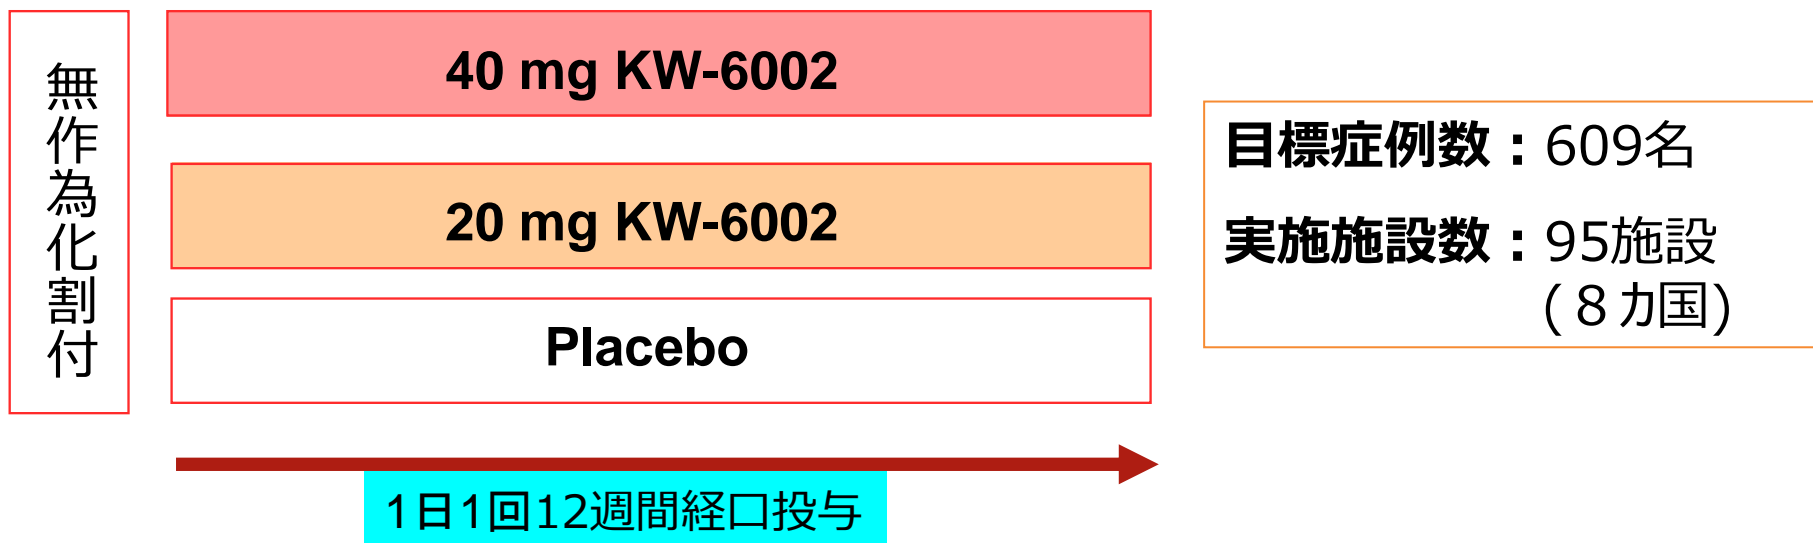 無作為化割付
40 mg KW-6002
20 mg KW-6002
Placebo
1日1回12週間経口投与
目標症例数：609名
実施施設数：95施設
(８カ国)